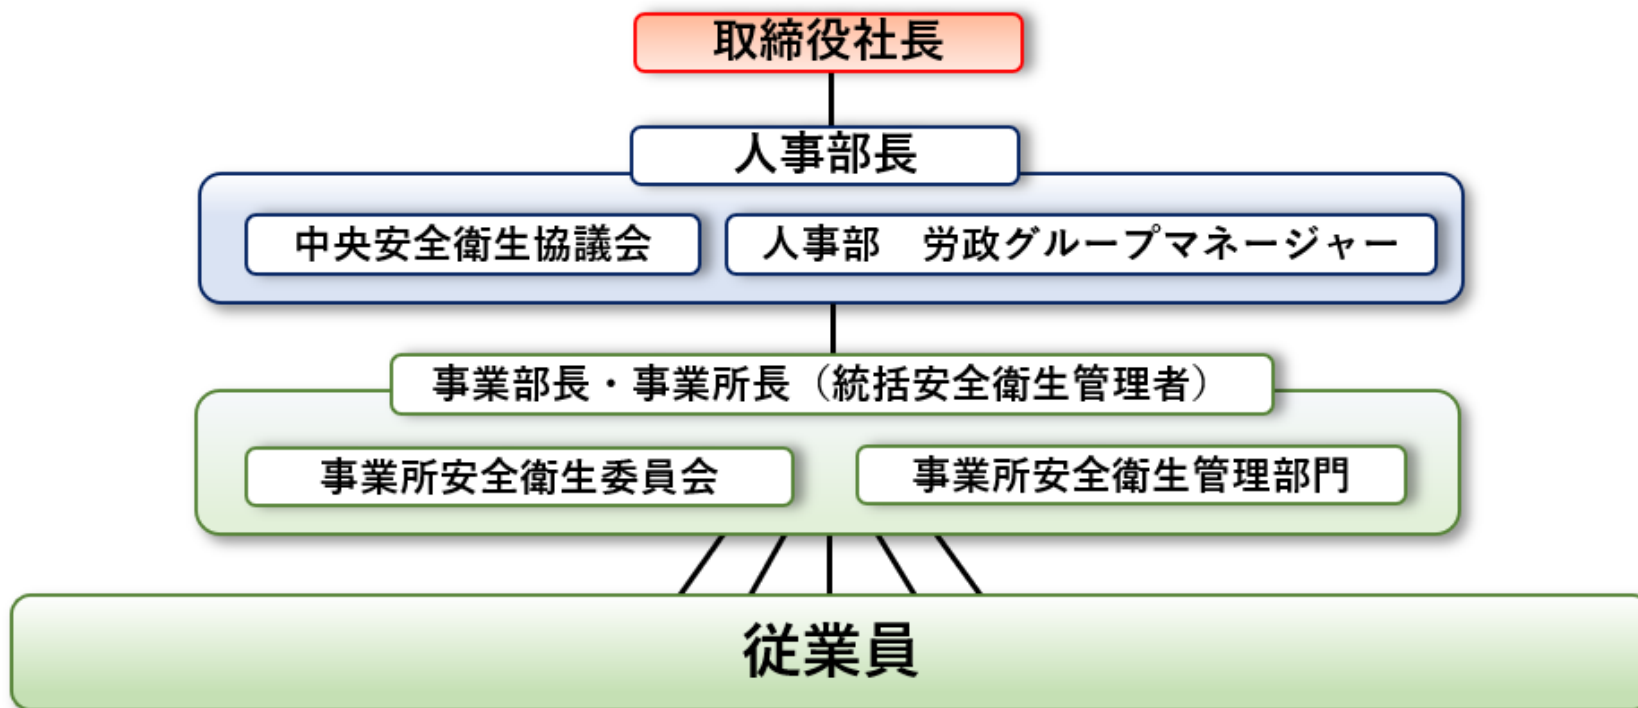 取締役社長
人事部長
中央安全衛生協議会
人事部　労政グループマネージャー
事業部長・事業所長（統括安全衛生管理者）
事業所安全衛生委員会
事業所安全衛生管理部門
従業員